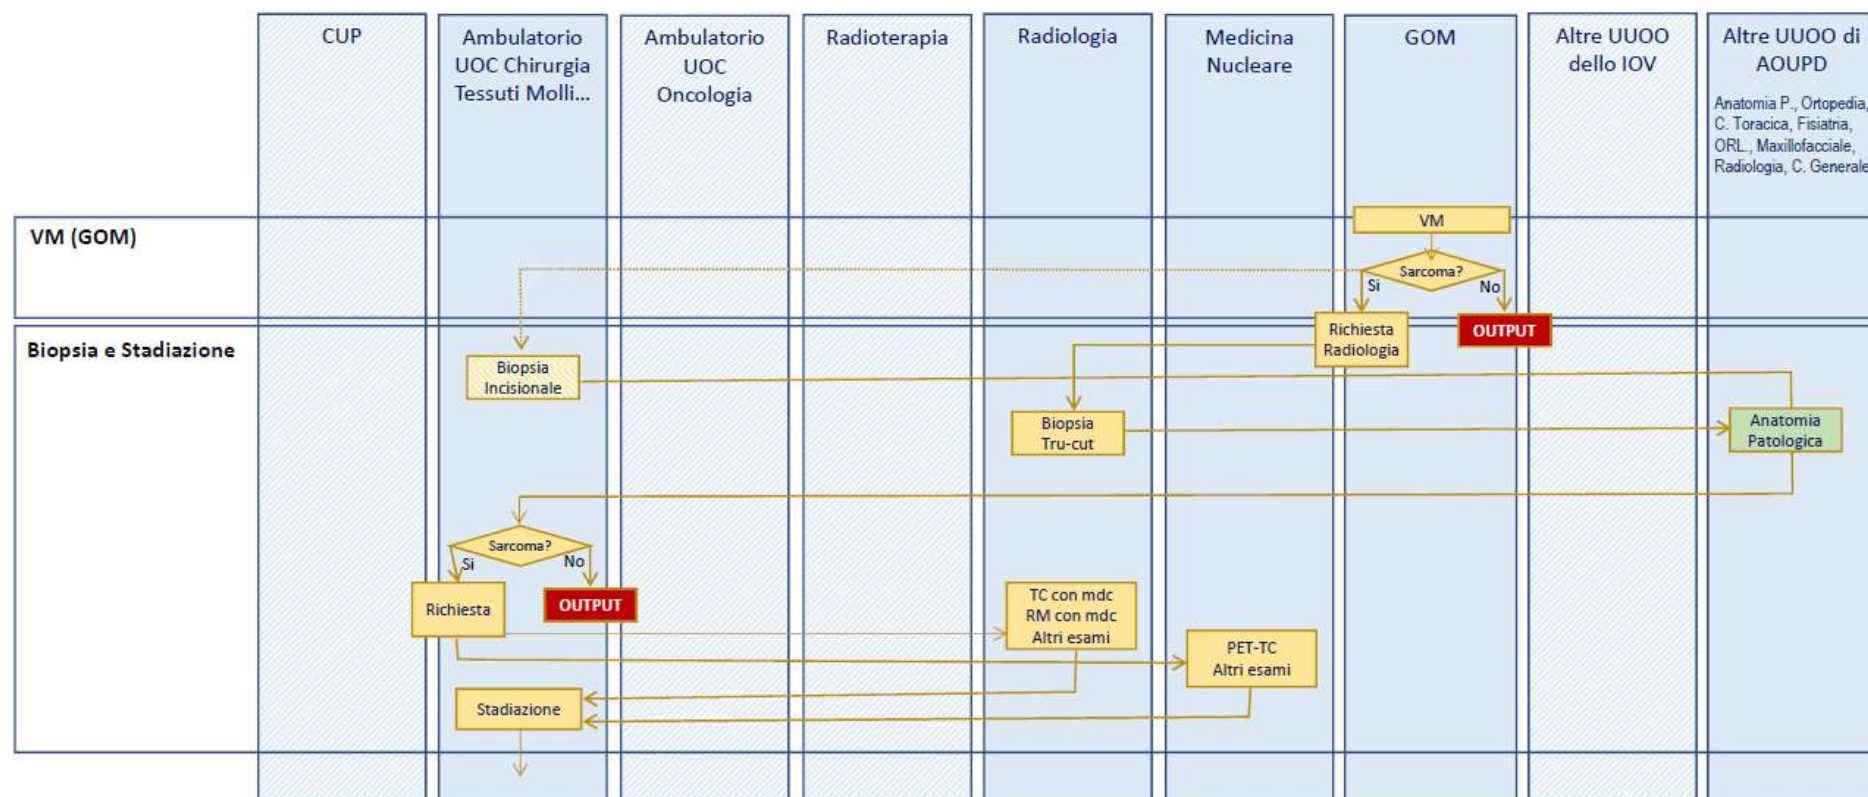 CUP
Ambulatorio
UOC Chirurgia
Tessuti Molli...
Ambulatorio
UOC
Oncologia
Radioterapia
Radiologia
Medicina
Nucleare
GOM
Altre UUOO
dello IOV
Altre UUOO di
AOUPD
Anatomia P., Ortopedia,
C. Toracica, Fisiatria,
ORL., Maxillofacciale,
Radiologia, C. Generale
VM (GOM)
VM
Sarcoma?
Si
No
Richiesta
Radiologia
OUTPUT
Biopsia e Stadiazione
Biopsia
Incisionale
Biopsia
Tru-cut
Anatomia
Patologica
Sarcoma?
Si
No
Richiesta
OUTPUT
TC con mdc
RM con mdc
Altri esami
PET-TC
Altri esami
Stadiazione